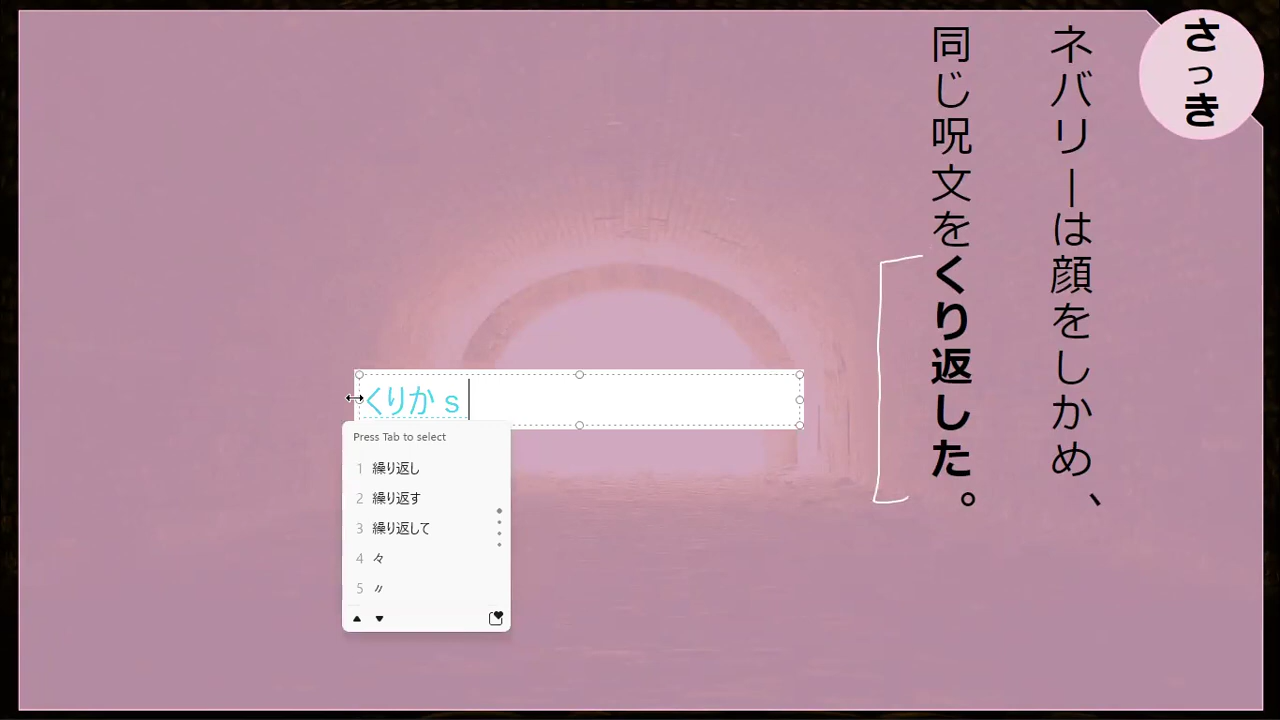 さっき
ネバリーは顔をしかめ、
同じ呪文をくり返した。
くりかｓ
Press Tab to select
1 繰り返し
2 繰り返す
3 繰り返して
4 々
5 〃